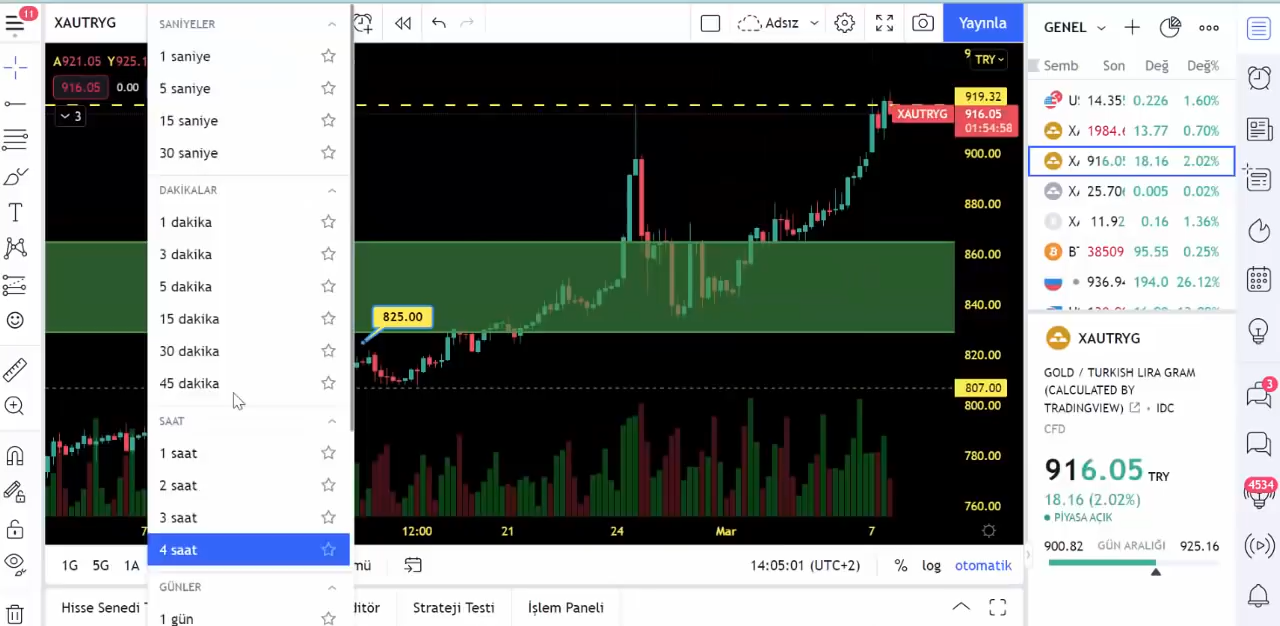 11
XAUTRYG
Adsız
Yayınla
A921.05 Y925.1
916.05
0.00
3
SANİYELER
1 saniye
5 saniye
15 saniye
30 saniye
DAKİKALAR
1 dakika
3 dakika
5 dakika
15 dakika
30 dakika
45 dakika
SAAT
1 saat
2 saat
3 saat
4 saat
GÜNLER
1 gün
825.00
TRY
919.32
XAUTRYG
916.05
01:54:58
900.00
880.00
860.00
840.00
820.00
807.00
800.00
780.00
760.00
7
12:00
21
24
Mar
7
1G 5G 1A
14:05:01 (UTC+2)
% log otomatik
Hisse Senedi
Strateji Testi
İşlem Paneli
GENEL
Semb Son Değ Değ%
14.35 0.226 1.60%
1984. 13.77 0.70%
916.0 18.16 2.02%
25.70 0.005 0.02%
11.92 0.16 1.36%
38509 95.55 0.25%
936.9 194.0 26.12%
XAUTRYG
GOLD / TURKISH LIRA GRAM
(CALCULATED BY
TRADINGVIEW) • IDC
CFD
916.05 TRY
18.16 (2.02%)
PİYASA AÇIK
900.82 GÜN ARALIĞI 925.16
3
4534